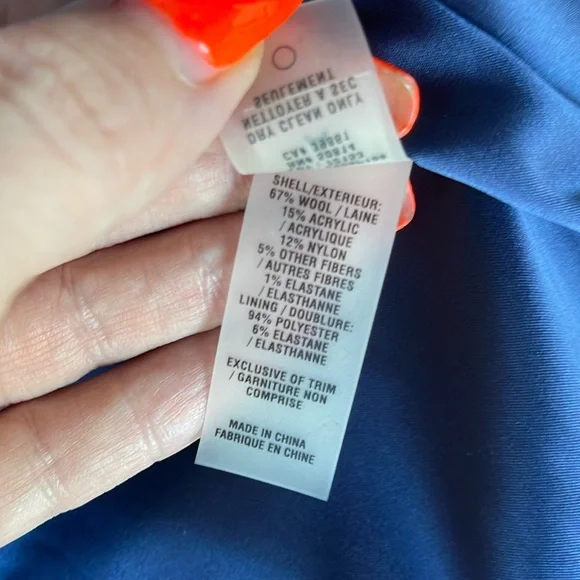 SEULEMENT
NETTOYER A SEC
DRY CLEAN ONLY
SHELL/EXTERIEUR:
67% WOOL / LAINE
15% ACRYLIC
/ ACRYLIQUE
12% NYLON
5% OTHER FIBERS
/ AUTRES FIBRES
1% ELASTANE
/ ELASTHANNE
LINING / DOUBLURE:
94% POLYESTER
6% ELASTANE
/ ELASTHANNE
EXCLUSIVE OF TRIM
/ GARNITURE NON
COMPRISE
MADE IN CHINA
FABRIQUE EN CHINE